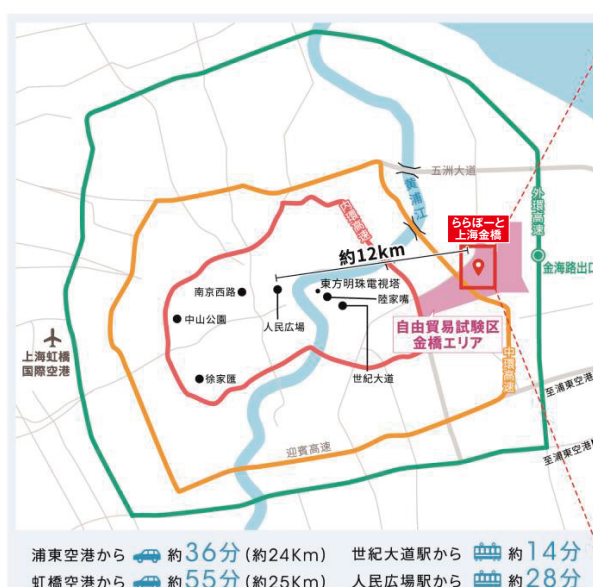 五洲大道
黄浦江
外環高速
内環高速
ららぽーと
上海金橋
約12km
金海路出口
南京西路
東方明珠電視塔
陸家嘴
人民広場
中山公園
自由貿易試験区
金橋エリア
上海虹橋
国際空港
徐家匯
世紀大道
中環高速
至浦東空港
迎賓高速
至浦東空港
浦東空港から 約36分(約24Km) 世紀大道駅から 約14分
虹橋空港から 約55分(約25Km) 人民広場駅から 約28分